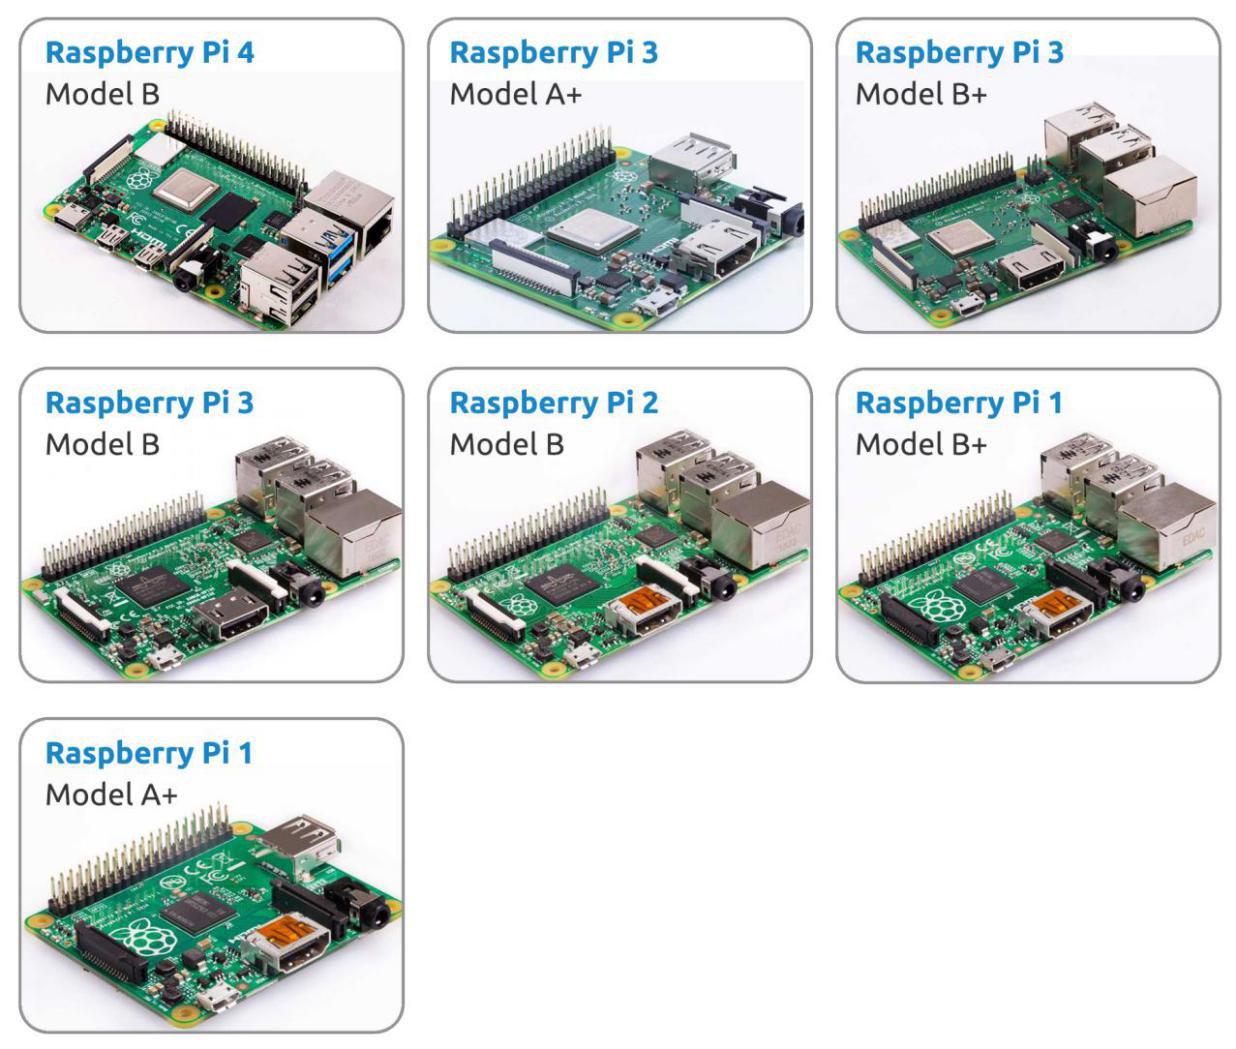 Raspberry Pi 4
Model B
Raspberry Pi 3
Model A+
Raspberry Pi 3
Model B+
Raspberry Pi 3
Model B
Raspberry Pi 2
Model B
Raspberry Pi 1
Model B+
Raspberry Pi 1
Model A+